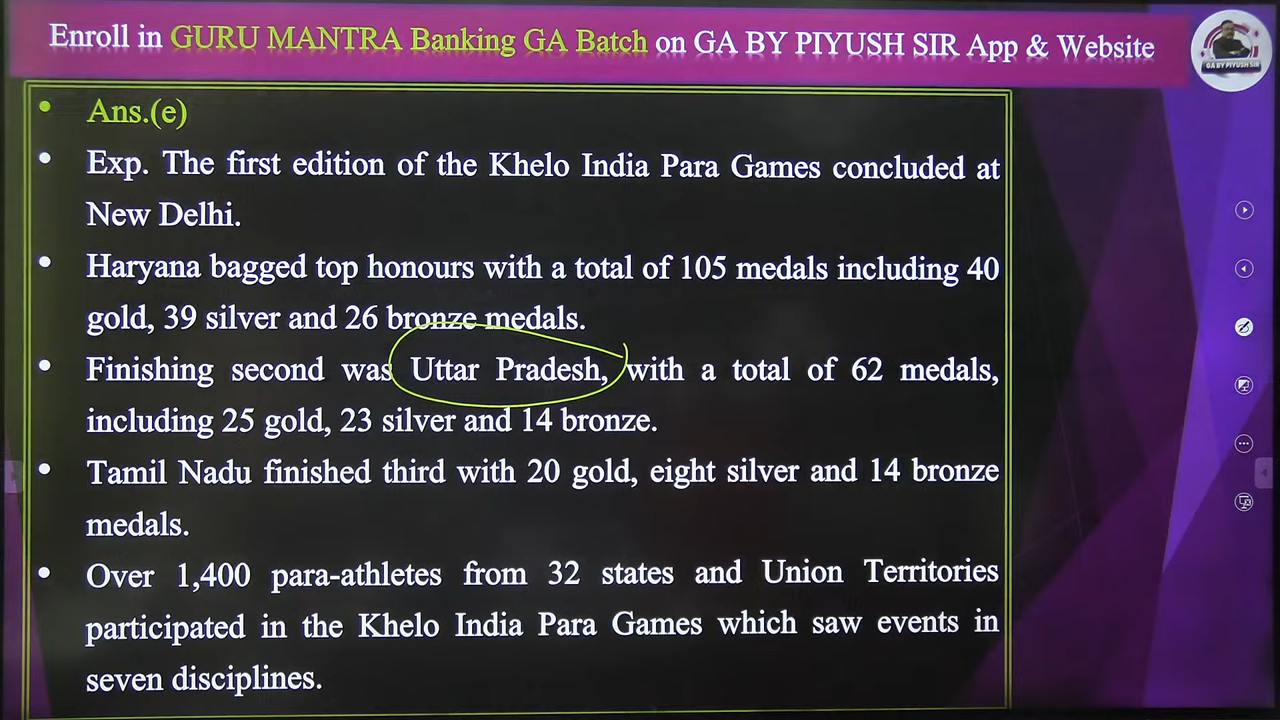 Enroll in GURU MANTRA Banking GA Batch on GA BY PIYUSH SIR App & Website
GA BY PIYUSH SIR
• Ans.(e)
• Exp. The first edition of the Khelo India Para Games concluded at
New Delhi.
• Haryana bagged top honours with a total of 105 medals including 40
gold, 39 silver and 26 bronze medals.
• Finishing second was Uttar Pradesh, with a total of 62 medals,
including 25 gold, 23 silver and 14 bronze.
• Tamil Nadu finished third with 20 gold, eight silver and 14 bronze
medals.
• Over 1,400 para-athletes from 32 states and Union Territories
participated in the Khelo India Para Games which saw events in
seven disciplines.